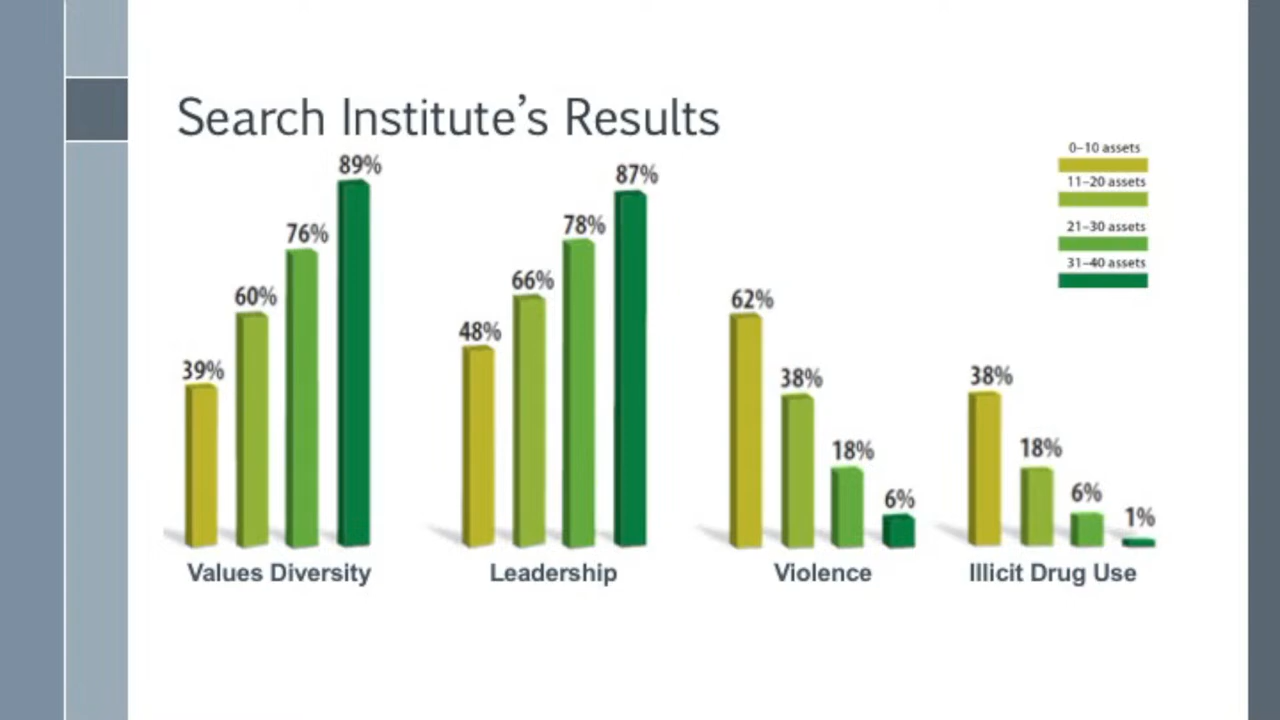 Search Institute's Results
0–10 assets
11–20 assets
21–30 assets
31–40 assets
39%
60%
76%
89%
Values Diversity
48%
66%
78%
87%
Leadership
62%
38%
18%
6%
Violence
38%
18%
6%
1%
Illicit Drug Use